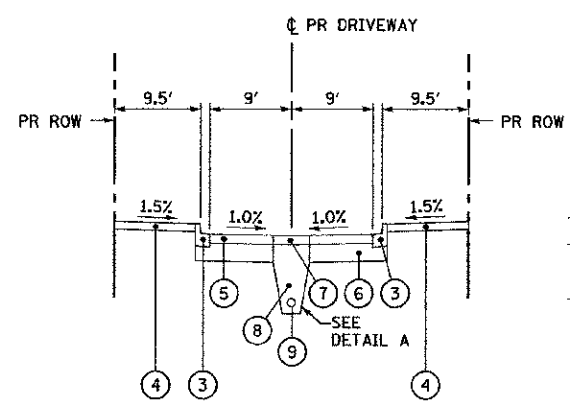 ℄ PR DRIVEWAY
9.5' 9' 9' 9.5'
PR ROW PR ROW
1.5% 1.0% 1.0% 1.5%
5 7 6 3
8
9 SEE
DETAIL A
4 3 4